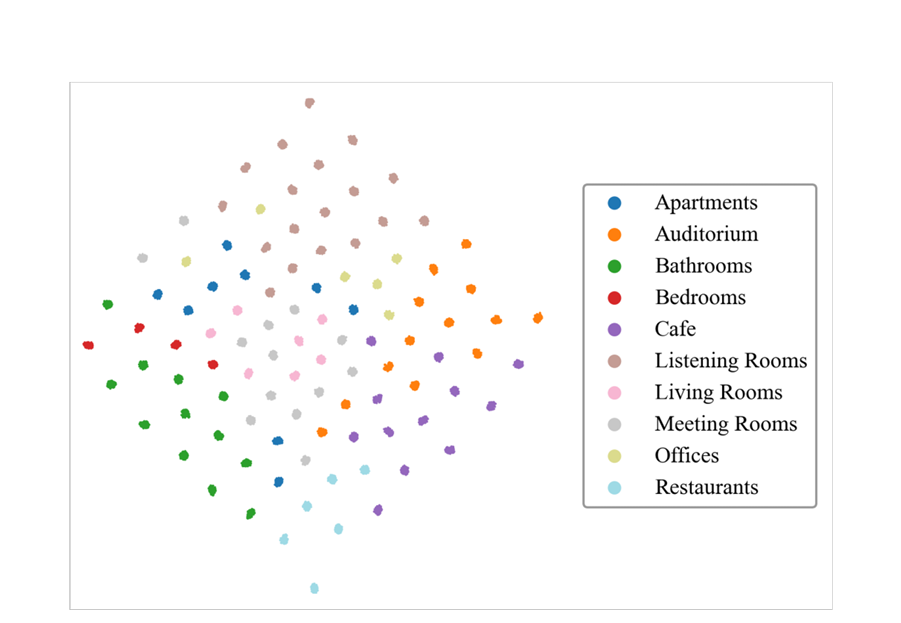 Apartments
Auditorium
Bathrooms
Bedrooms
Cafe
Listening Rooms
Living Rooms
Meeting Rooms
Offices
Restaurants